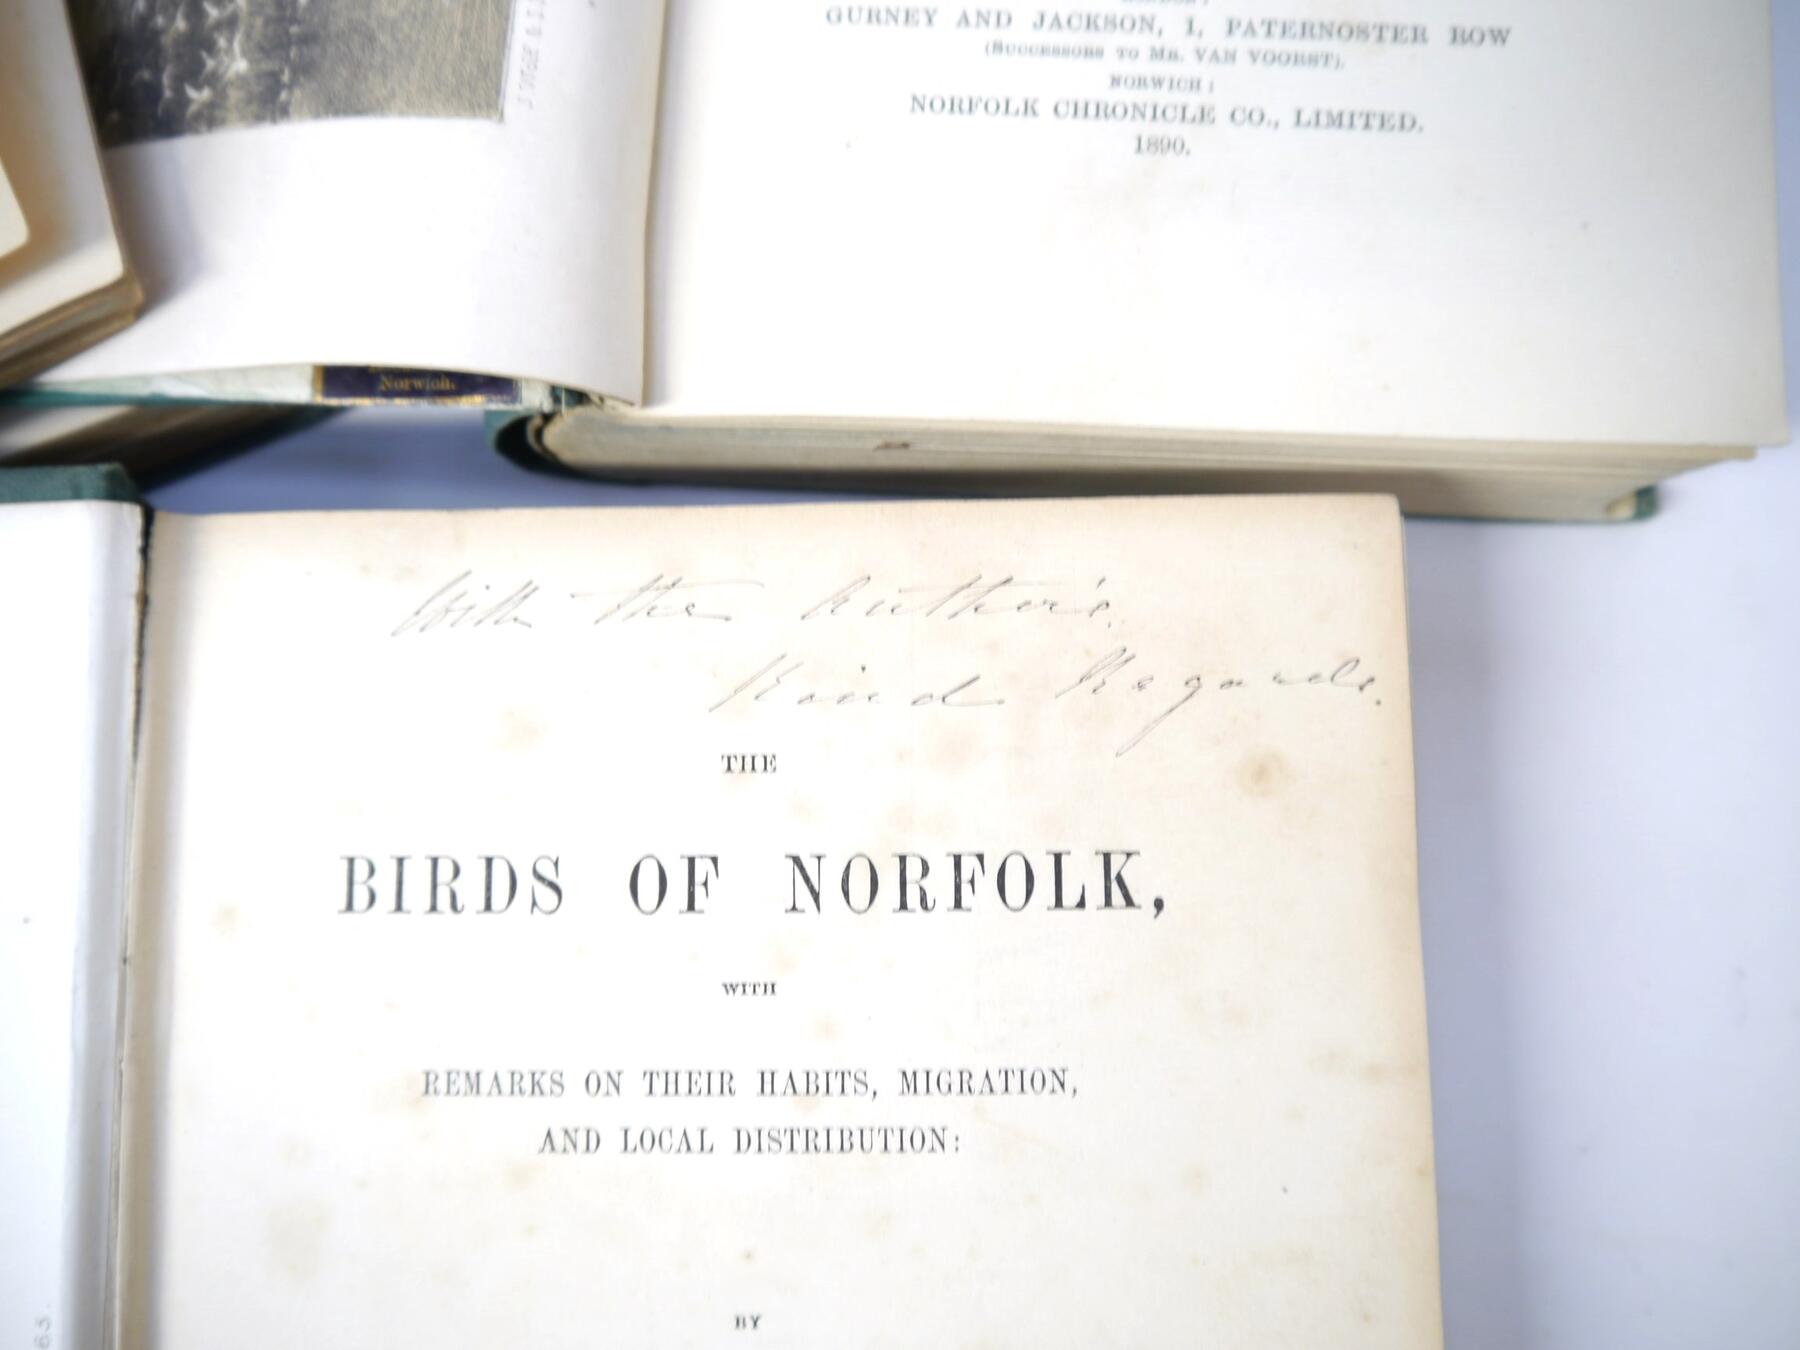 GURNEY AND JACKSON, 1, PATERNOSTER ROW
(SUCCESSORS TO MR. VAN VOORST).
NORWICH:
NORFOLK CHRONICLE CO., LIMITED.
1890.
Norwich.
With the Author's.
Kind Regards.
THE
BIRDS OF NORFOLK,
WITH
REMARKS ON THEIR HABITS, MIGRATION,
AND LOCAL DISTRIBUTION:
BY